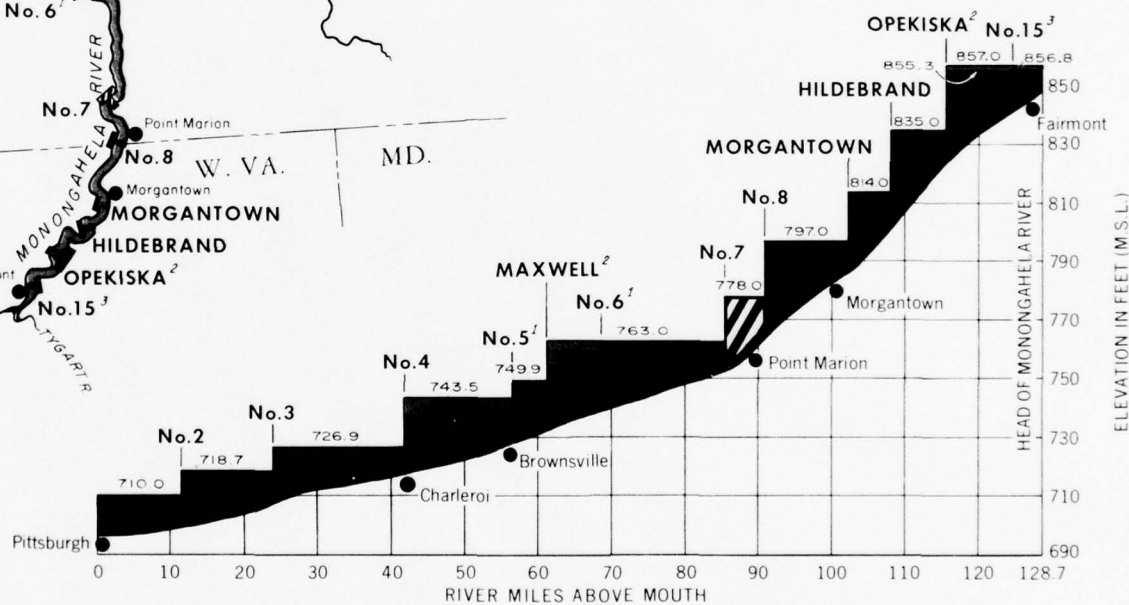 No.6¹
RIVER
MONONGAHELA
No.7
Point Marion
No.8
W. VA.
MD.
Morgantown
MORGANTOWN
HILDEBRAND
OPEKISKA²
No.15³
TYGART R
OPEKISKA² No.15³
855.3 857.0 856.8
HILDEBRAND
835.0
MORGANTOWN
814.0
No.8
797.0
No.7
778.0
MAXWELL²
No.6¹
763.0
No.5¹
749.9
No.4
743.5
No.3
726.9
No.2
718.7
710.0
Pittsburgh
Charleroi
Brownsville
Point Marion
Morgantown
Fairmont
HEAD OF MONONGAHELA RIVER
850
830
810
790
770
750
730
710
690
ELEVATION IN FEET (M.S.L.)
0 10 20 30 40 50 60 70 80 90 100 110 120 128.7
RIVER MILES ABOVE MOUTH